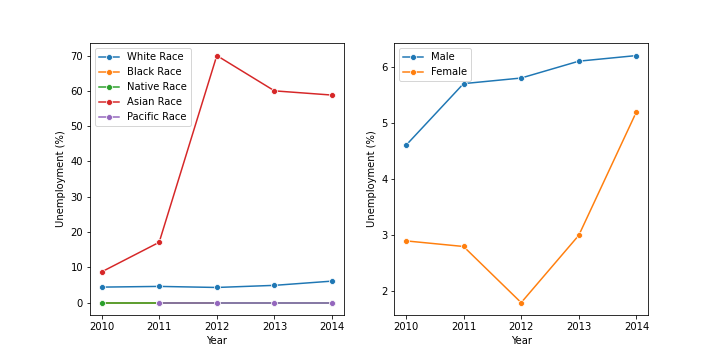 White Race
Black Race
Native Race
Asian Race
Pacific Race
70
60
50
40
30
20
10
0
Unemployment (%)
2010 2011 2012 2013 2014
Year
Male
Female
6
5
4
3
2
Unemployment (%)
2010 2011 2012 2013 2014
Year